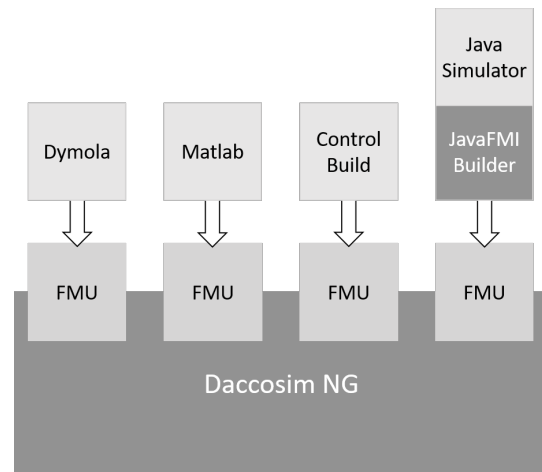 Java
Simulator
Dymola
Matlab
Control
Build
JavaFMI
Builder
FMU
FMU
FMU
FMU
Daccosim NG